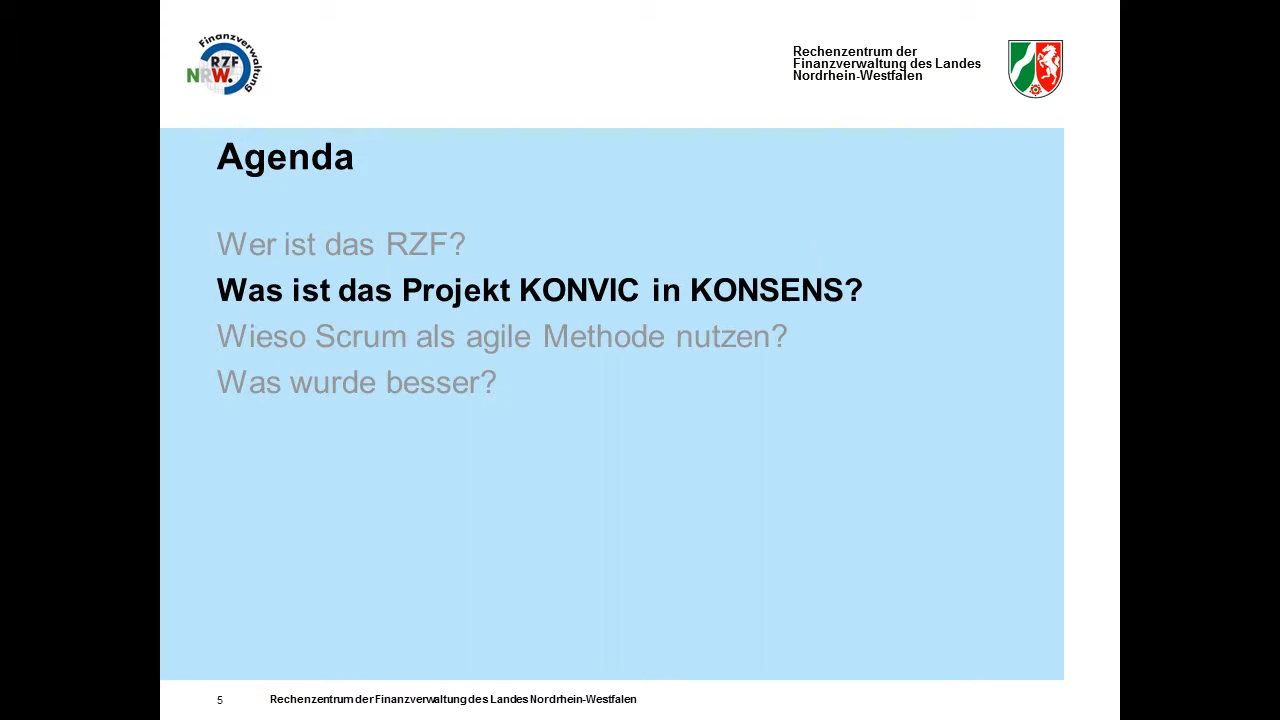 Finanzverwaltung
RZF
NRW.
Rechenzentrum der
Finanzverwaltung des Landes
Nordrhein-Westfalen
Agenda
Wer ist das RZF?
Was ist das Projekt KONVIC in KONSENS?
Wieso Scrum als agile Methode nutzen?
Was wurde besser?
5
Rechenzentrum der Finanzverwaltung des Landes Nordrhein-Westfalen